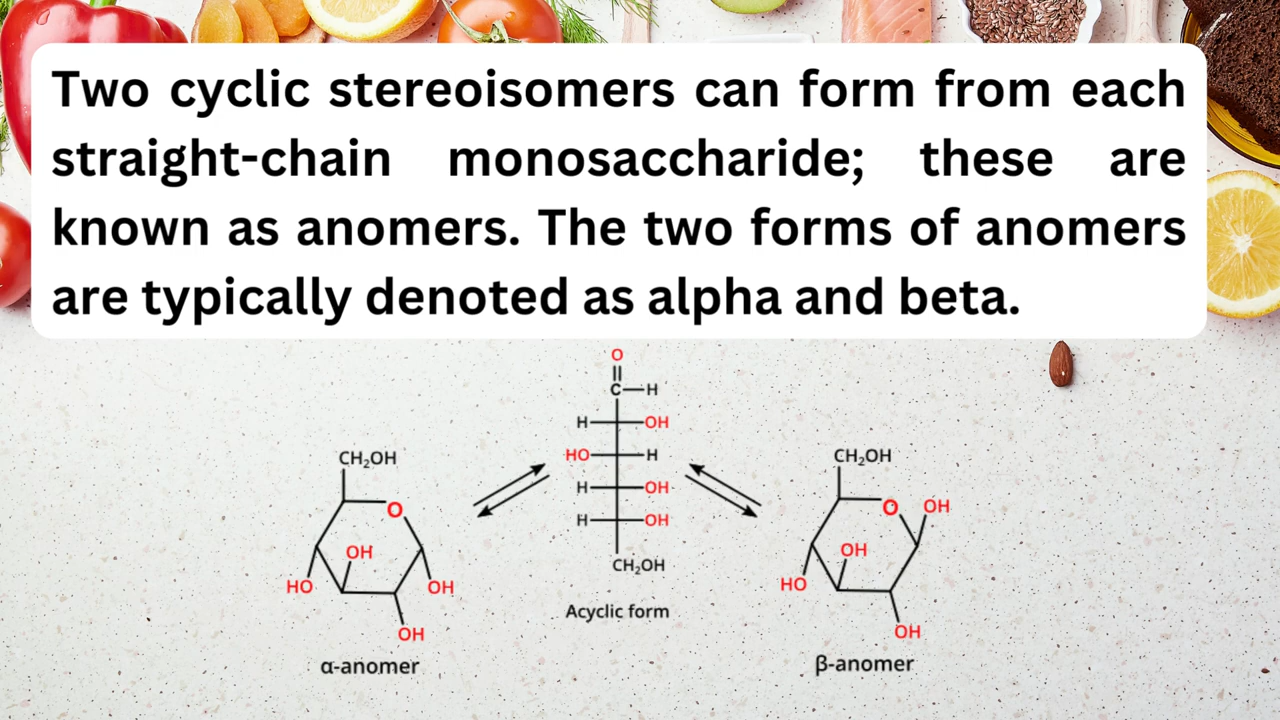 Two cyclic stereoisomers can form from each
straight-chain monosaccharide; these are
known as anomers. The two forms of anomers
are typically denoted as alpha and beta.
O
C H
H OH
HO H
H OH
H OH
CH₂OH
Acyclic form
CH₂OH
O
OH
HO OH
OH
α-anomer
CH₂OH
O OH
OH
HO
OH
β-anomer